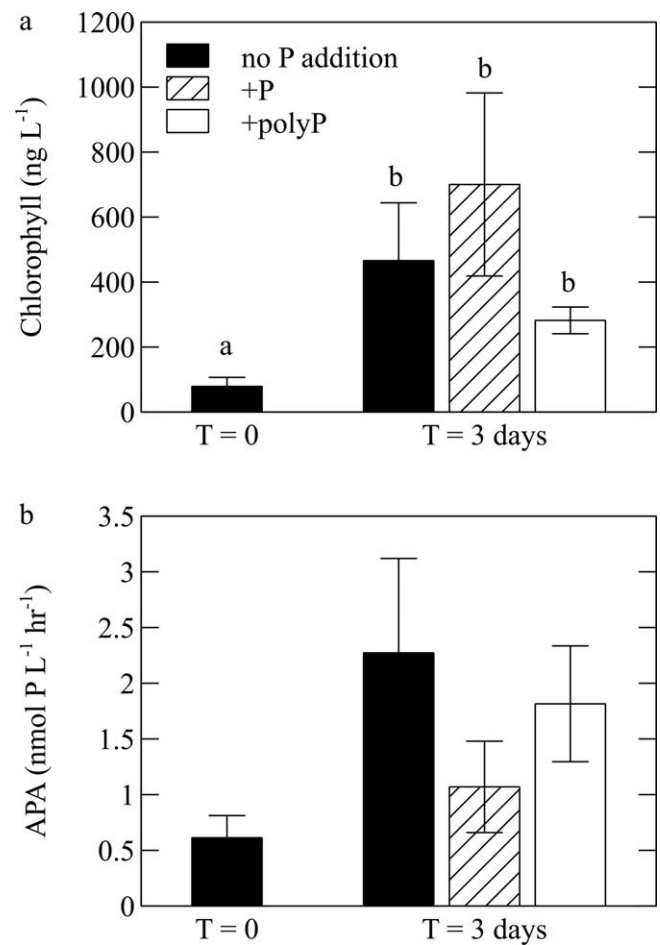 a
Chlorophyll (ng L⁻¹)
1200
1000
800
600
400
200
0
no P addition
+P
+polyP
a
b
b
b
T = 0
T = 3 days
b
APA (nmol P L⁻¹ hr⁻¹)
3.5
3
2.5
2
1.5
1
0.5
0
T = 0
T = 3 days